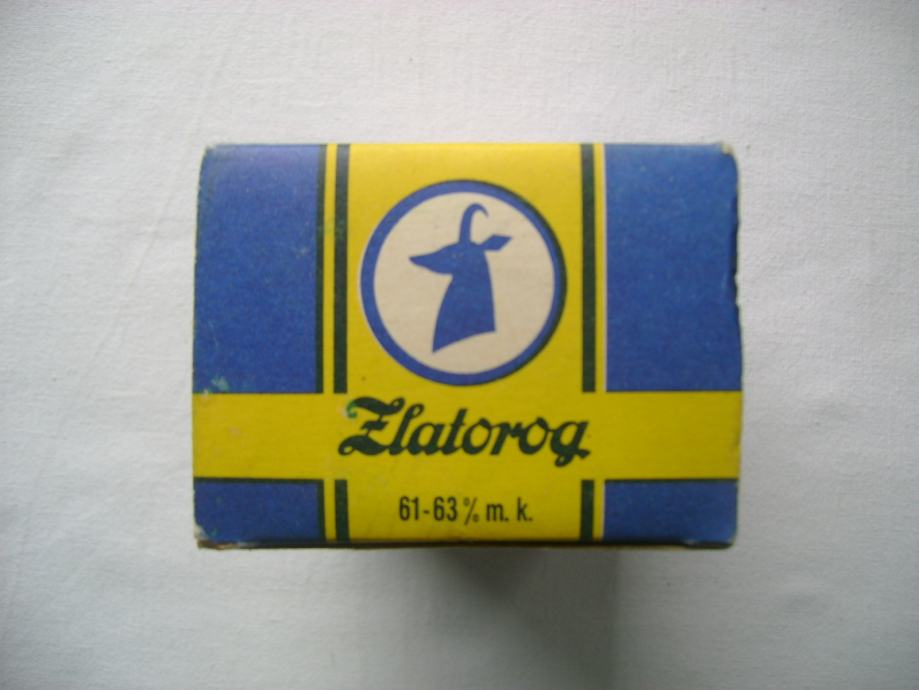 Zlatorog
61-63% m. k.